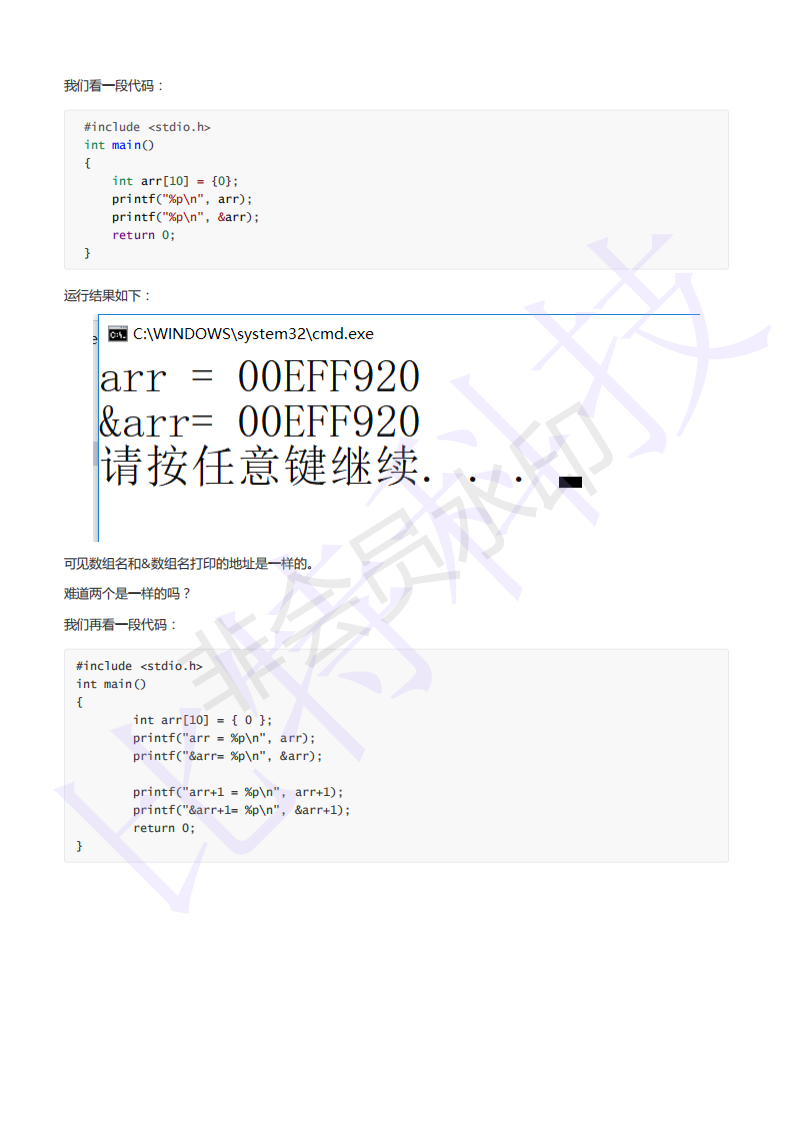 我们看一段代码：
#include <stdio.h>
int main()
{
    int arr[10] = {0};
    printf("%p\n", arr);
    printf("%p\n", &arr);
    return 0;
}
运行结果如下：
e
C:\WINDOWS\system32\cmd.exe
arr = 00EFF920
&arr= 00EFF920
请按任意键继续. . .
可见数组名和&数组名打印的地址是一样的。
难道两个是一样的吗？
我们再看一段代码：
#include <stdio.h>
int main()
{
        int arr[10] = { 0 };
        printf("arr = %p\n", arr);
        printf("&arr= %p\n", &arr);
        printf("arr+1 = %p\n", arr+1);
        printf("&arr+1= %p\n", &arr+1);
        return 0;
}
比特科技
非会员水印